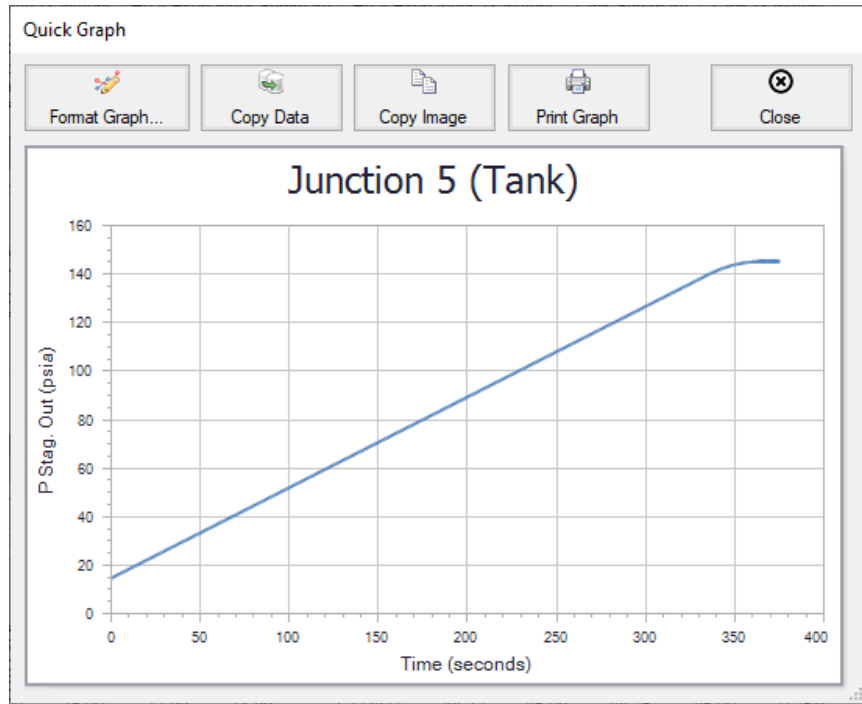 Quick Graph
Format Graph... Copy Data Copy Image Print Graph Close
Junction 5 (Tank)
160
140
120
100
80
60
40
20
0
P Stag. Out (psia)
0 50 100 150 200 250 300 350 400
Time (seconds)